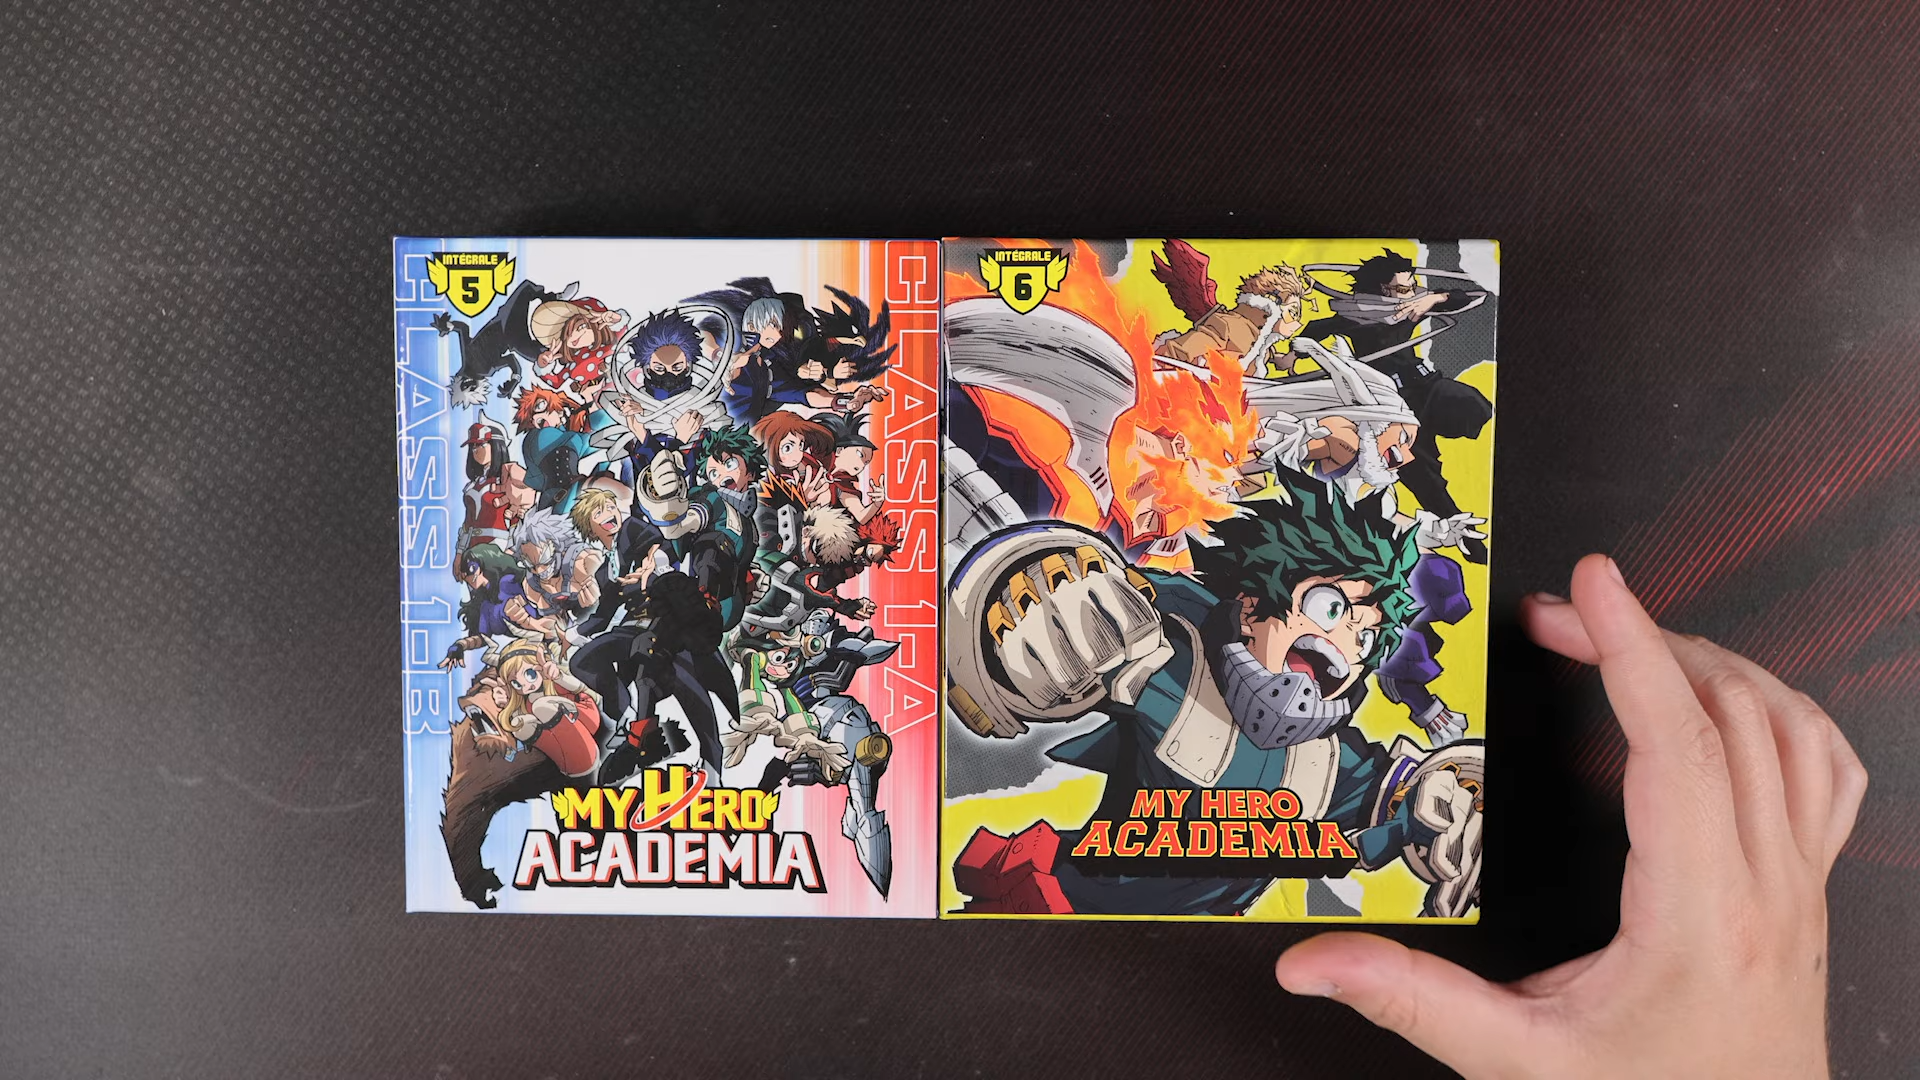 INTÉGRALE
5
CLASS 1-B
CLASS 1-A
MY HERO
ACADEMIA
INTÉGRALE
6
MY HERO
ACADEMIA